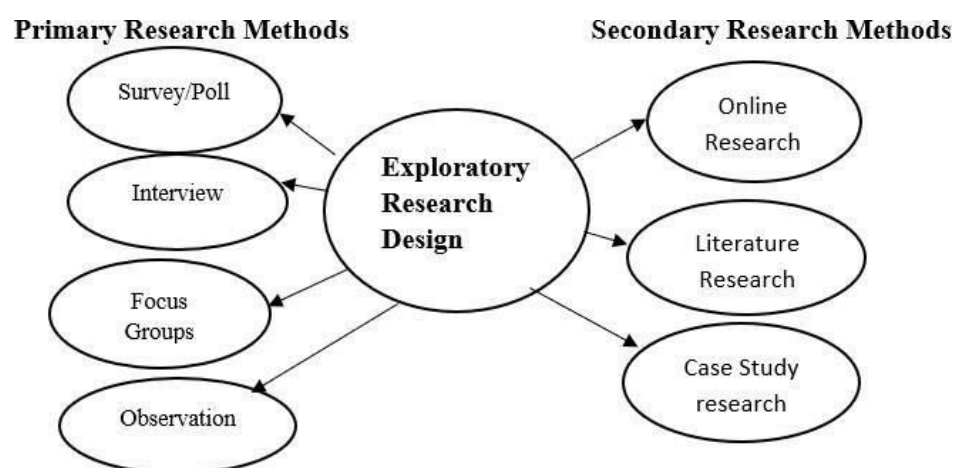 Primary Research Methods
Secondary Research Methods
Survey/Poll
Interview
Focus
Groups
Observation
Exploratory
Research
Design
Online
Research
Literature
Research
Case Study
research